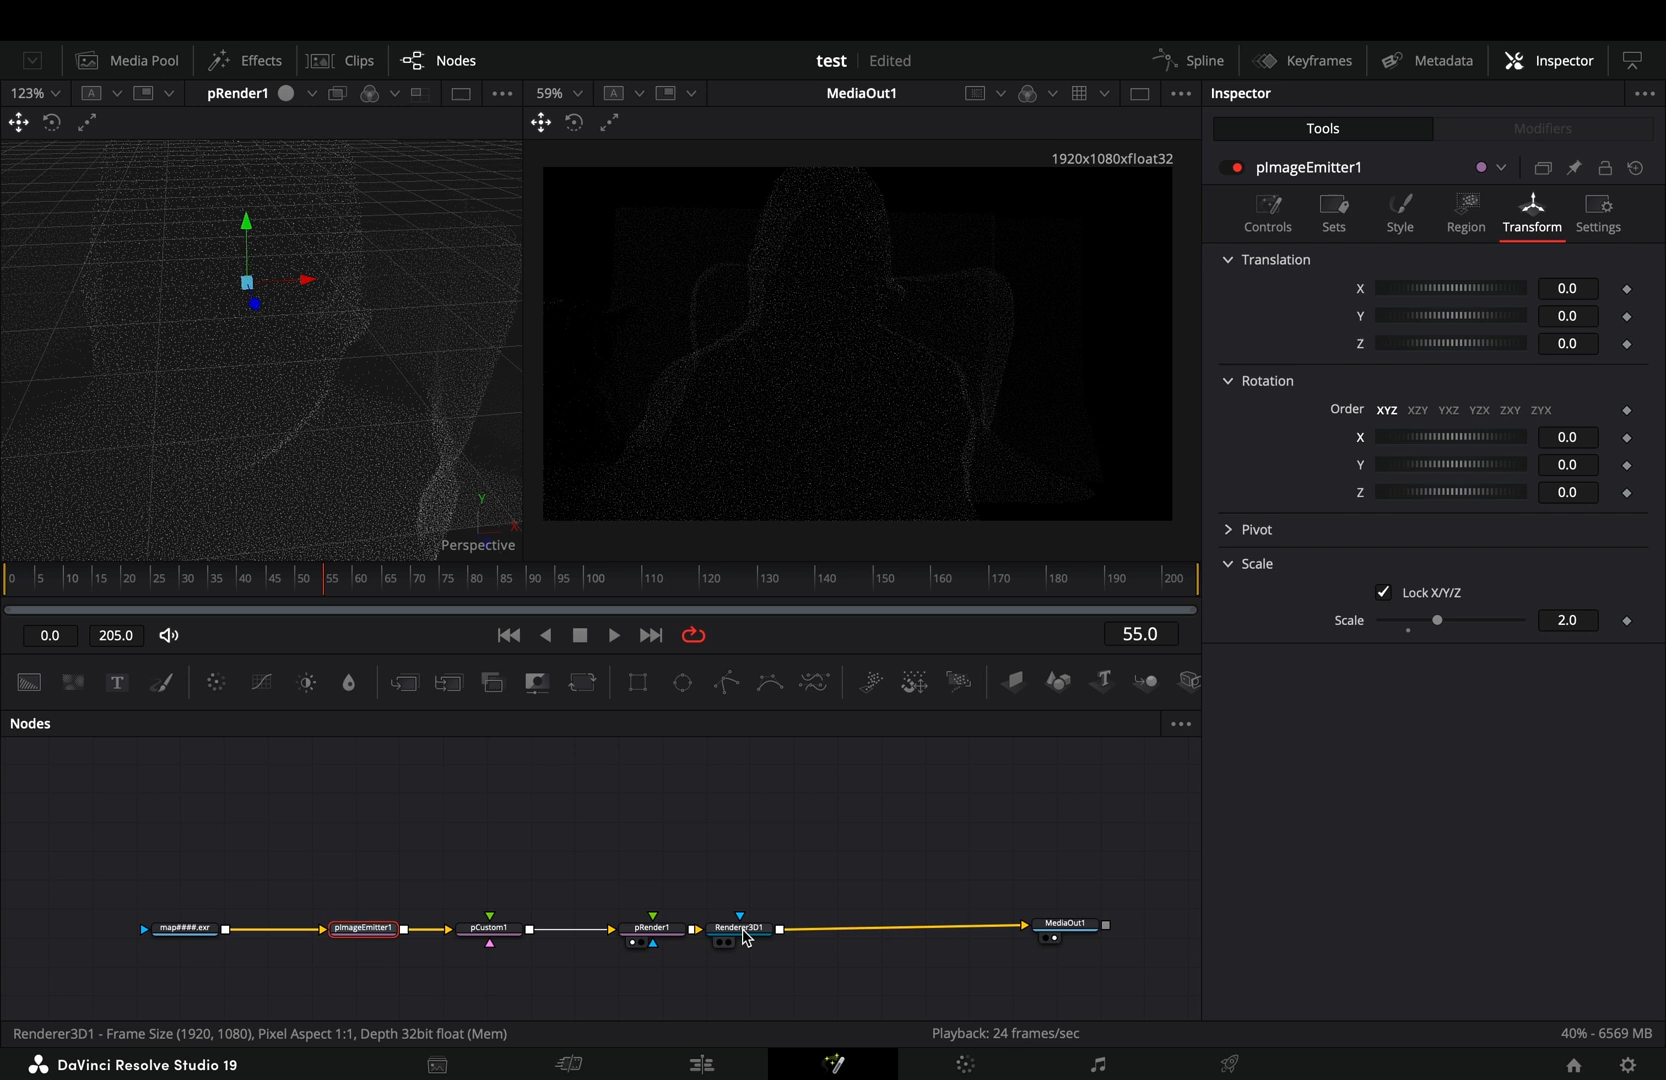 Media Pool Effects Clips Nodes test Edited Spline Keyframes Metadata Inspector
123% A pRender1 59% A MediaOut1 Inspector
Tools Modifiers
1920x1080xfloat32
pImageEmitter1
Controls Sets Style Region Transform Settings
Translation
X 0.0
Y 0.0
Z 0.0
Rotation
Order XYZ XZY YXZ YZX ZXY ZYX
X 0.0
Y 0.0
Z 0.0
Pivot
Scale
Lock X/Y/Z
Scale 2.0
Y
X
Perspective
0 5 10 15 20 25 30 35 40 45 50 55 60 65 70 75 80 85 90 95 100 110 120 130 140 150 160 170 180 190 200
0.0 205.0 55.0
T T
Nodes
map####.exr pImageEmitter1 pCustom1 pRender1 Renderer3D1 MediaOut1
Renderer3D1 - Frame Size (1920, 1080), Pixel Aspect 1:1, Depth 32bit float (Mem) Playback: 24 frames/sec 40% - 6569 MB
DaVinci Resolve Studio 19